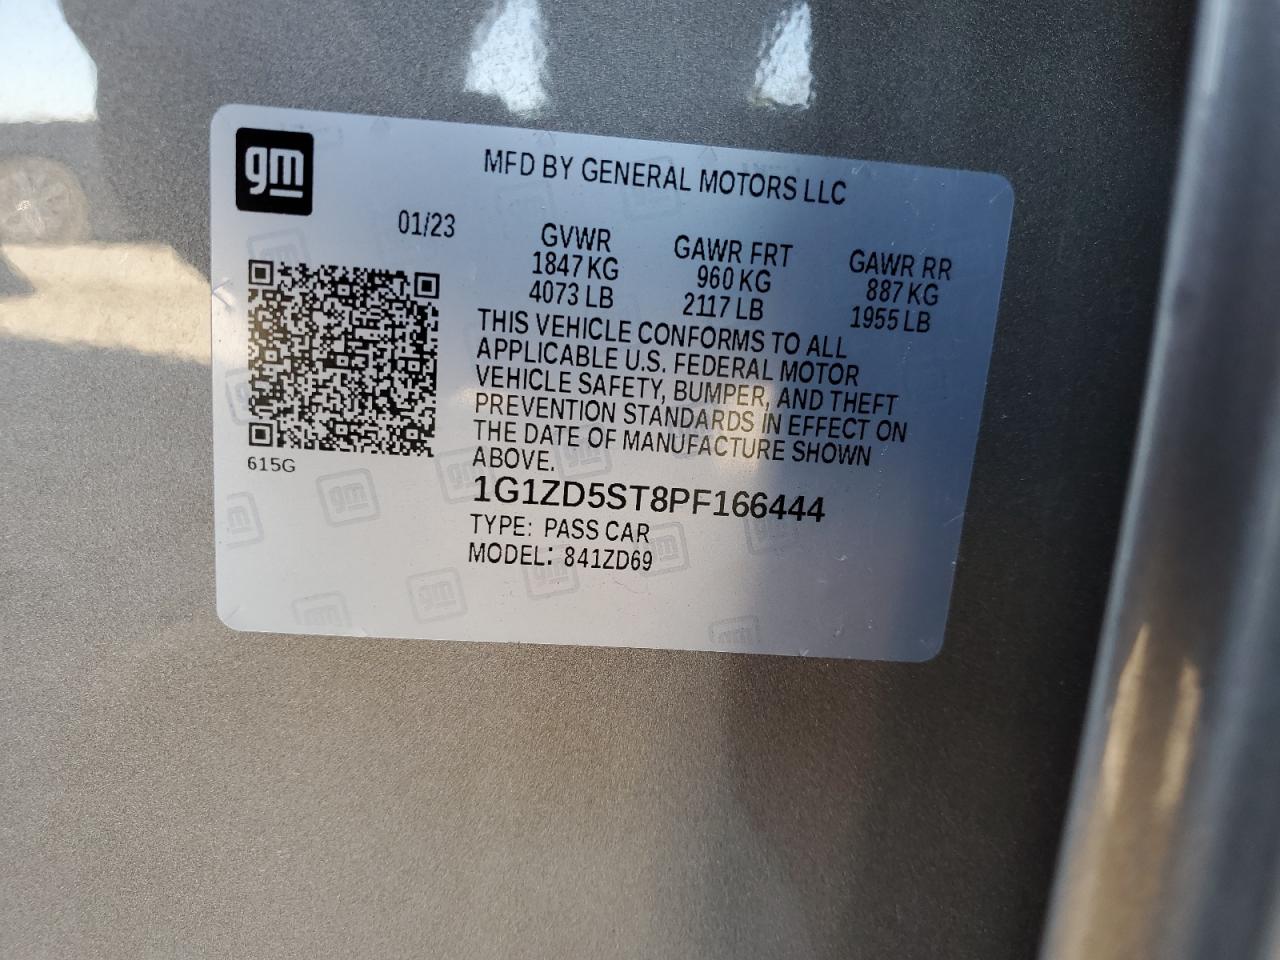 gm
MFD BY GENERAL MOTORS LLC
01/23
GVWR
1847 KG
4073 LB
GAWR FRT
960 KG
2117 LB
GAWR RR
887 KG
1955 LB
THIS VEHICLE CONFORMS TO ALL
APPLICABLE U.S. FEDERAL MOTOR
VEHICLE SAFETY, BUMPER, AND THEFT
PREVENTION STANDARDS IN EFFECT ON
THE DATE OF MANUFACTURE SHOWN
ABOVE.
615G
1G1ZD5ST8PF166444
TYPE: PASS CAR
MODEL: 841ZD69